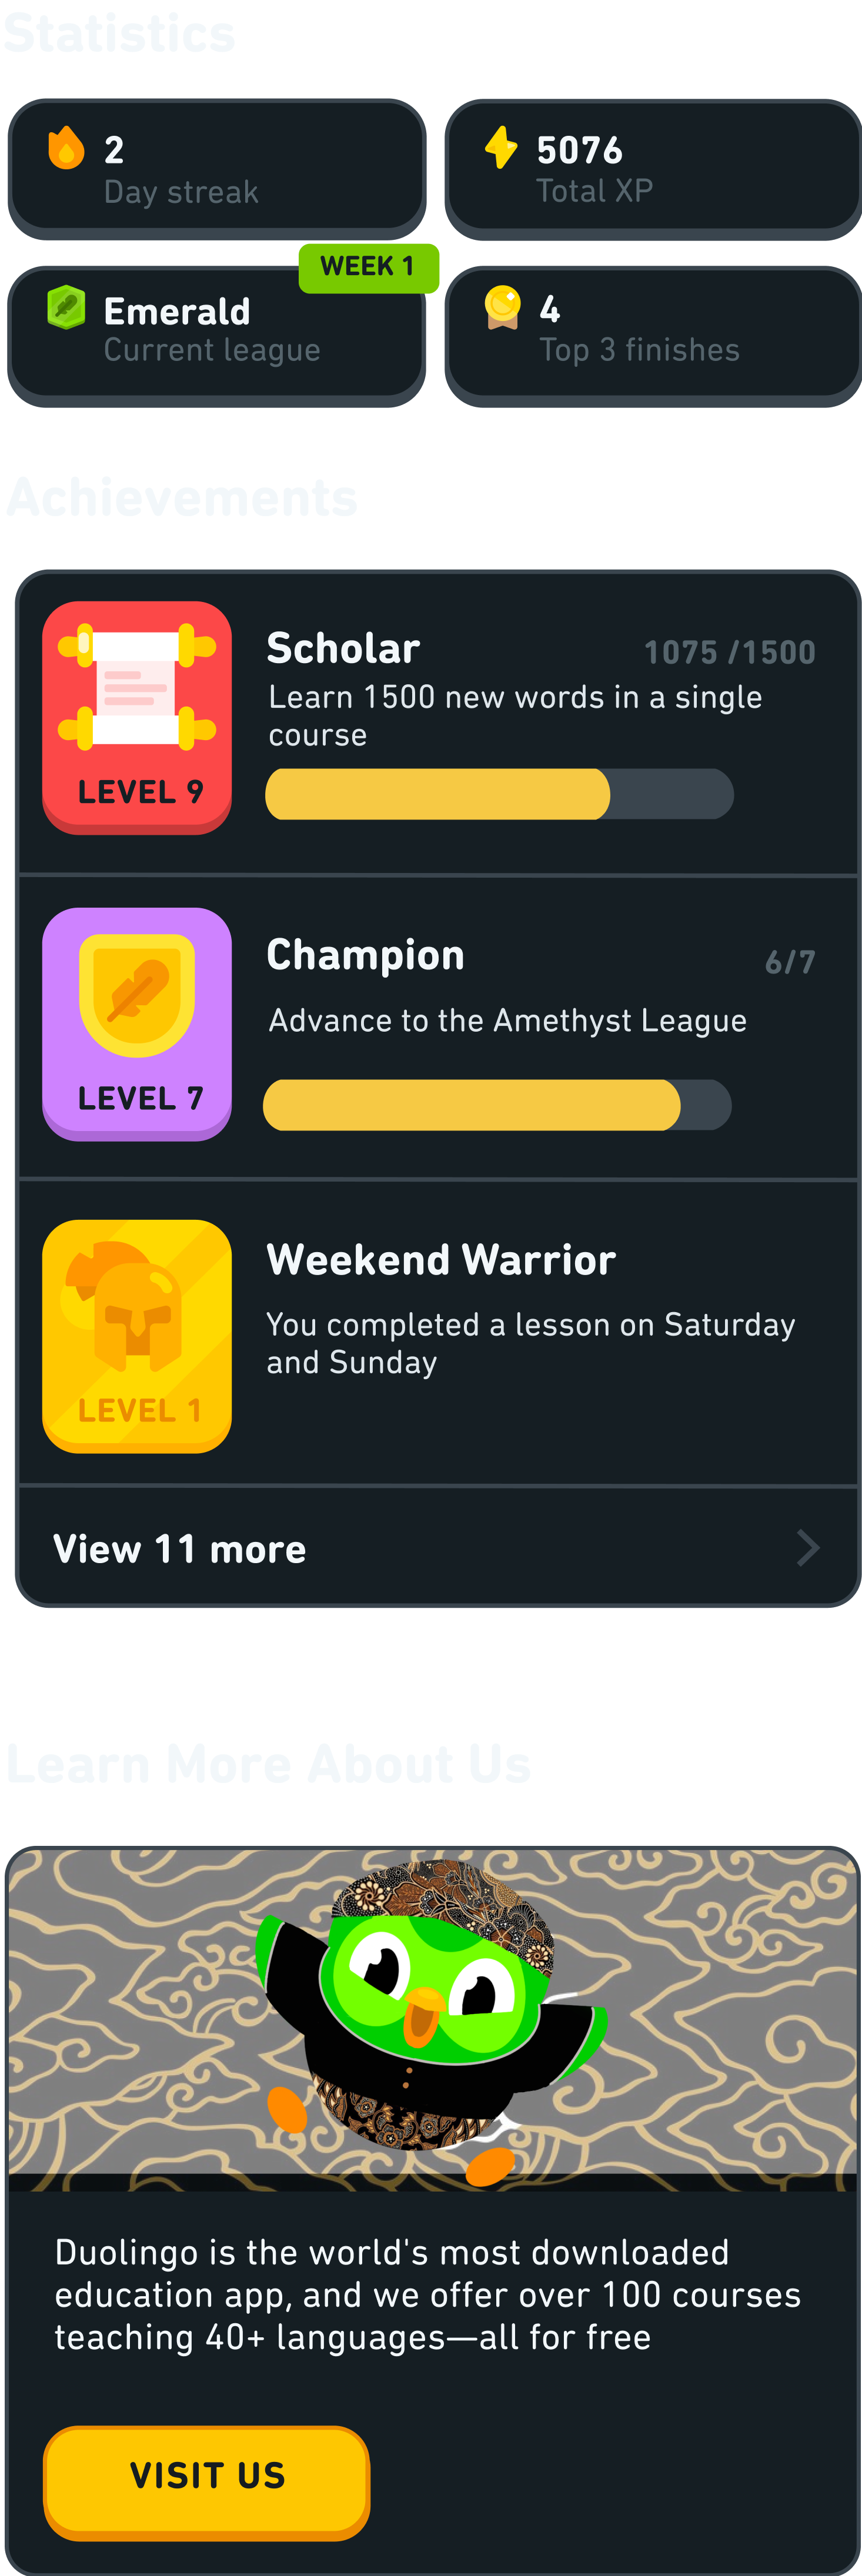 Statistics
2
Day streak
5076
Total XP
WEEK 1
Emerald
Current league
4
Top 3 finishes
Achievements
LEVEL 9
Scholar
1075 /1500
Learn 1500 new words in a single
course
LEVEL 7
Champion
6/7
Advance to the Amethyst League
LEVEL 1
Weekend Warrior
You completed a lesson on Saturday
and Sunday
View 11 more
Learn More About Us
Duolingo is the world's most downloaded
education app, and we offer over 100 courses
teaching 40+ languages—all for free
VISIT US